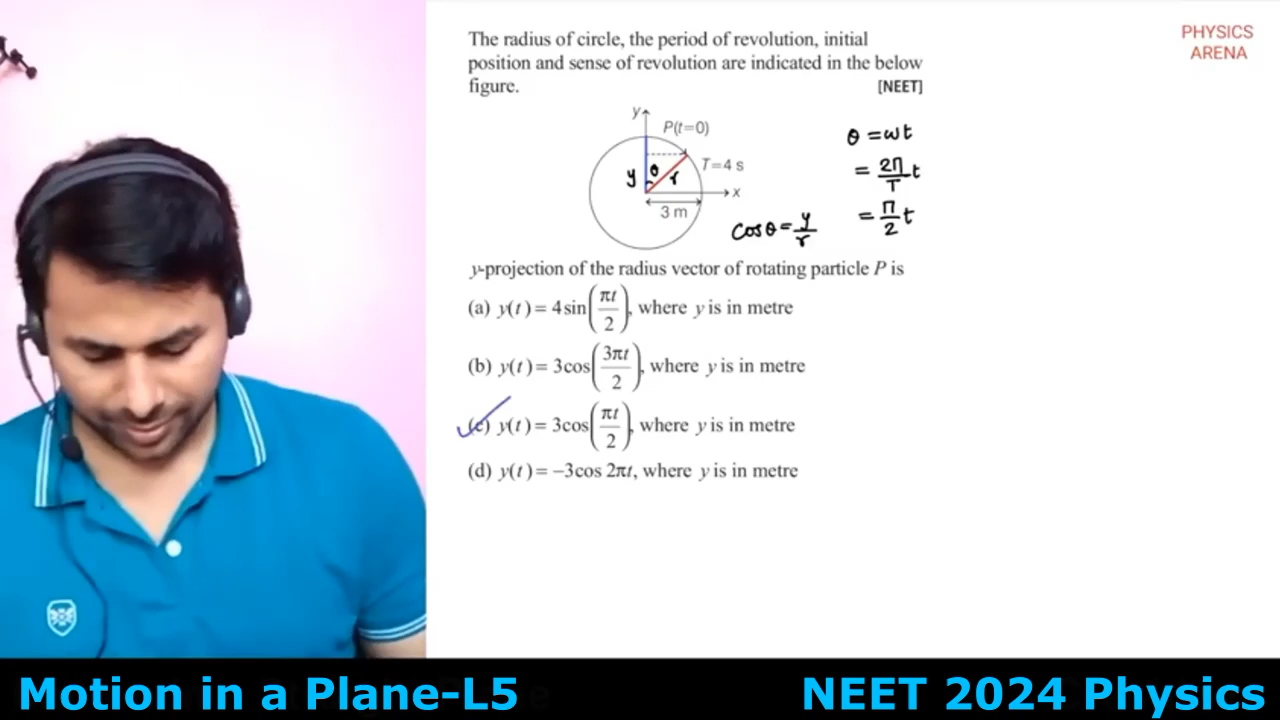 The radius of circle, the period of revolution, initial
position and sense of revolution are indicated in the below
figure. [NEET]
PHYSICS
ARENA
y
P(t=0)
T=4 s
y θ r
x
3 m
cosθ = y/r
θ = ωt
= 2π/T t
= π/2 t
y-projection of the radius vector of rotating particle P is
(a) y(t) = 4 sin(πt/2), where y is in metre
(b) y(t) = 3cos(3πt/2), where y is in metre
(c) y(t) = 3cos(πt/2), where y is in metre
(d) y(t) = −3cos 2πt, where y is in metre
Motion in a Plane-L5
NEET 2024 Physics